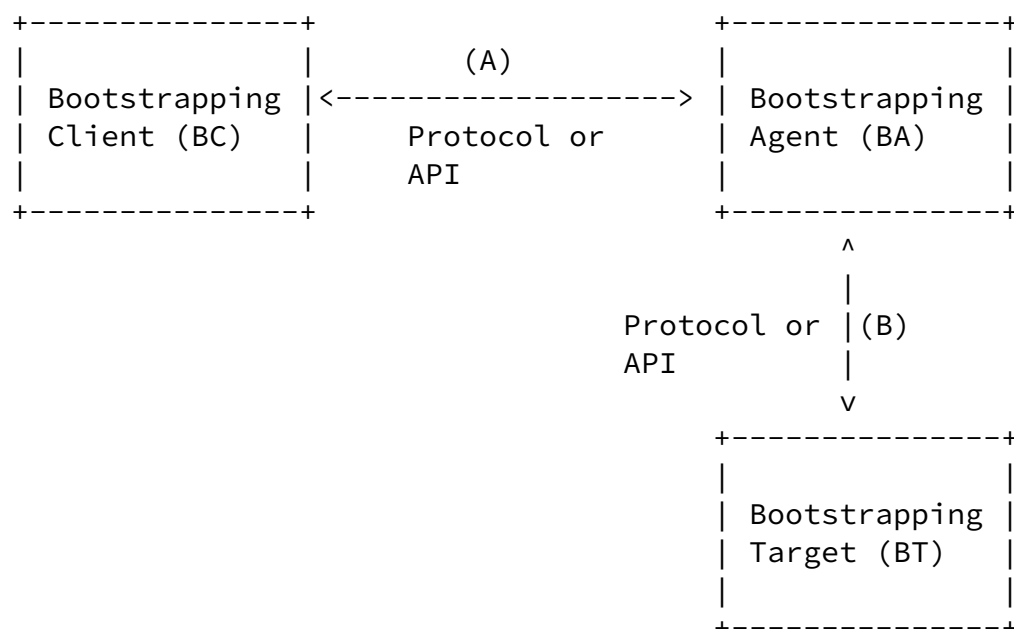 (A)
Bootstrapping
Client (BC)
Protocol or
API
Bootstrapping
Agent (BA)
Protocol or
API
(B)
Bootstrapping
Target (BT)